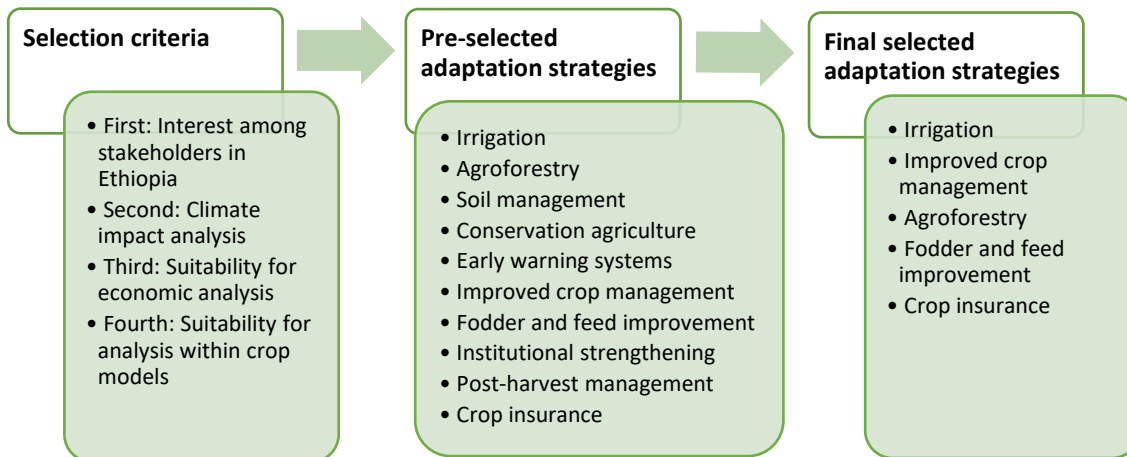 Selection criteria
• First: Interest among
stakeholders in
Ethiopia
• Second: Climate
impact analysis
• Third: Suitability for
economic analysis
• Fourth: Suitability for
analysis within crop
models
Pre-selected
adaptation strategies
• Irrigation
• Agroforestry
• Soil management
• Conservation agriculture
• Early warning systems
• Improved crop management
• Fodder and feed improvement
• Institutional strengthening
• Post-harvest management
• Crop insurance
Final selected
adaptation strategies
• Irrigation
• Improved crop
management
• Agroforestry
• Fodder and feed
improvement
• Crop insurance